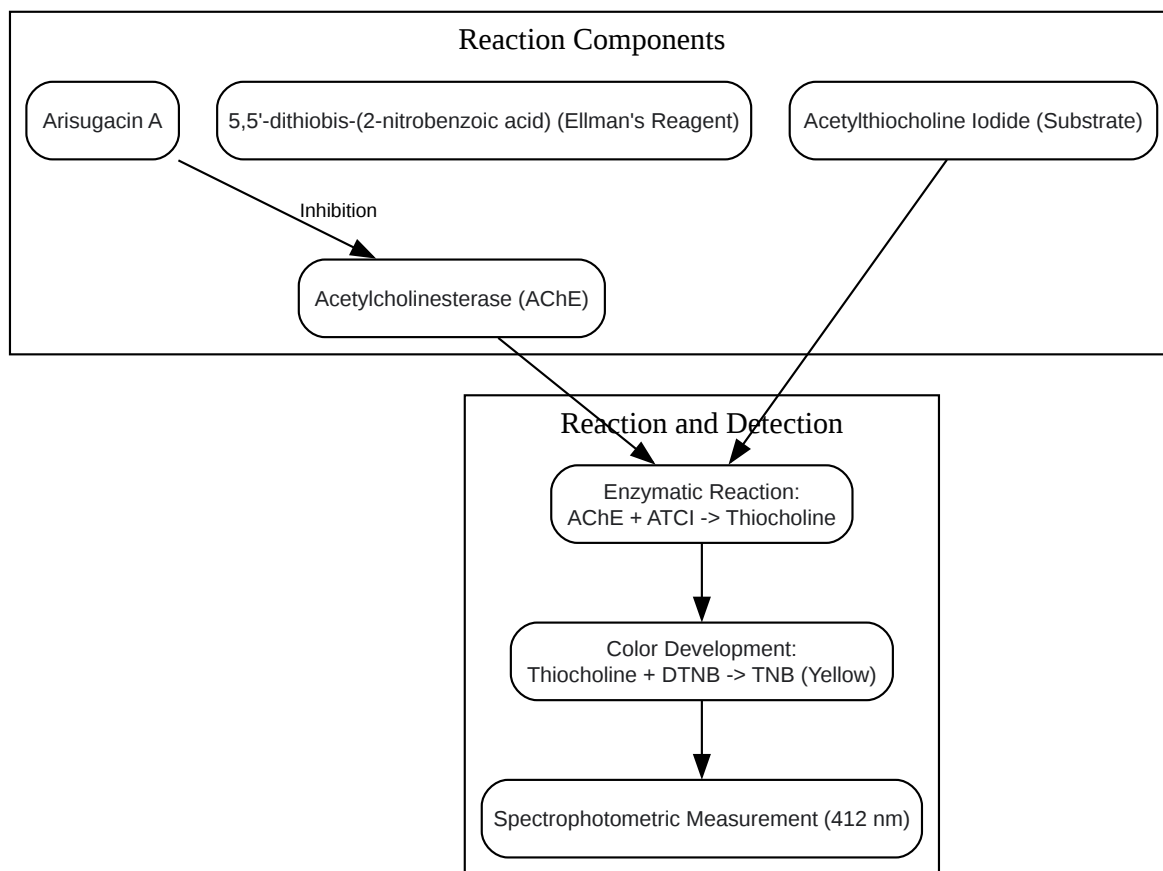 Reaction Components
Arisugacin A
5,5'-dithiobis-(2-nitrobenzoic acid) (Ellman's Reagent)
Acetylthiocholine Iodide (Substrate)
Inhibition
Acetylcholinesterase (AChE)
Reaction and Detection
Enzymatic Reaction:
AChE + ATCI -> Thiocholine
Color Development:
Thiocholine + DTNB -> TNB (Yellow)
Spectrophotometric Measurement (412 nm)